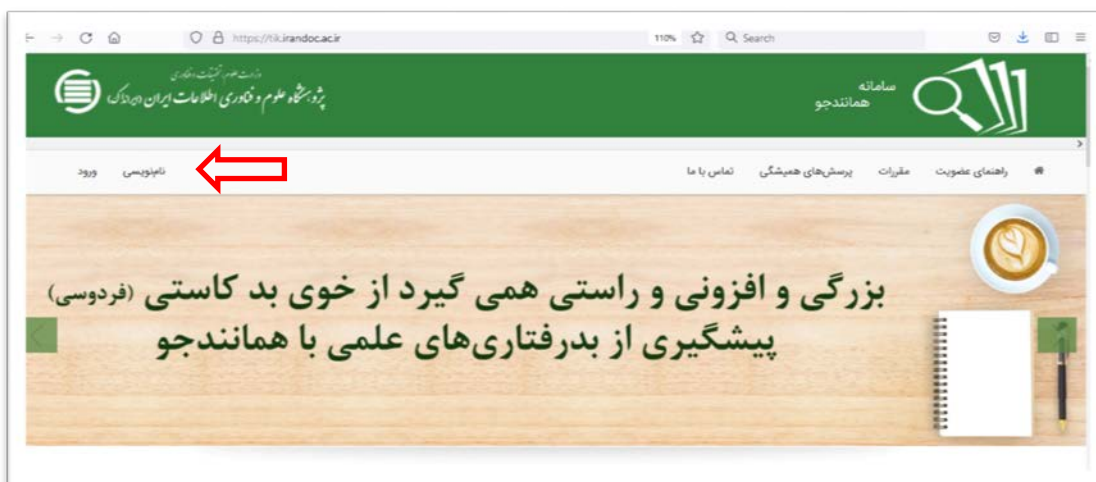 https://tik.irandoc.ac.ir
110%
Search
سامانه
همانندجو
وزارت علوم، تحقیقات و فناوری
پژوهشگاه علوم و فناوری اطلاعات ایران (ایرانداک)
راهنمای عضویت
مقررات
پرسش‌های همیشگی
تماس با ما
نام‌نویسی
ورود
بزرگی و افزونی و راستی همی گیرد از خوی بد کاستی (فردوسی)
پیشگیری از بدرفتاری‌های علمی با همانندجو